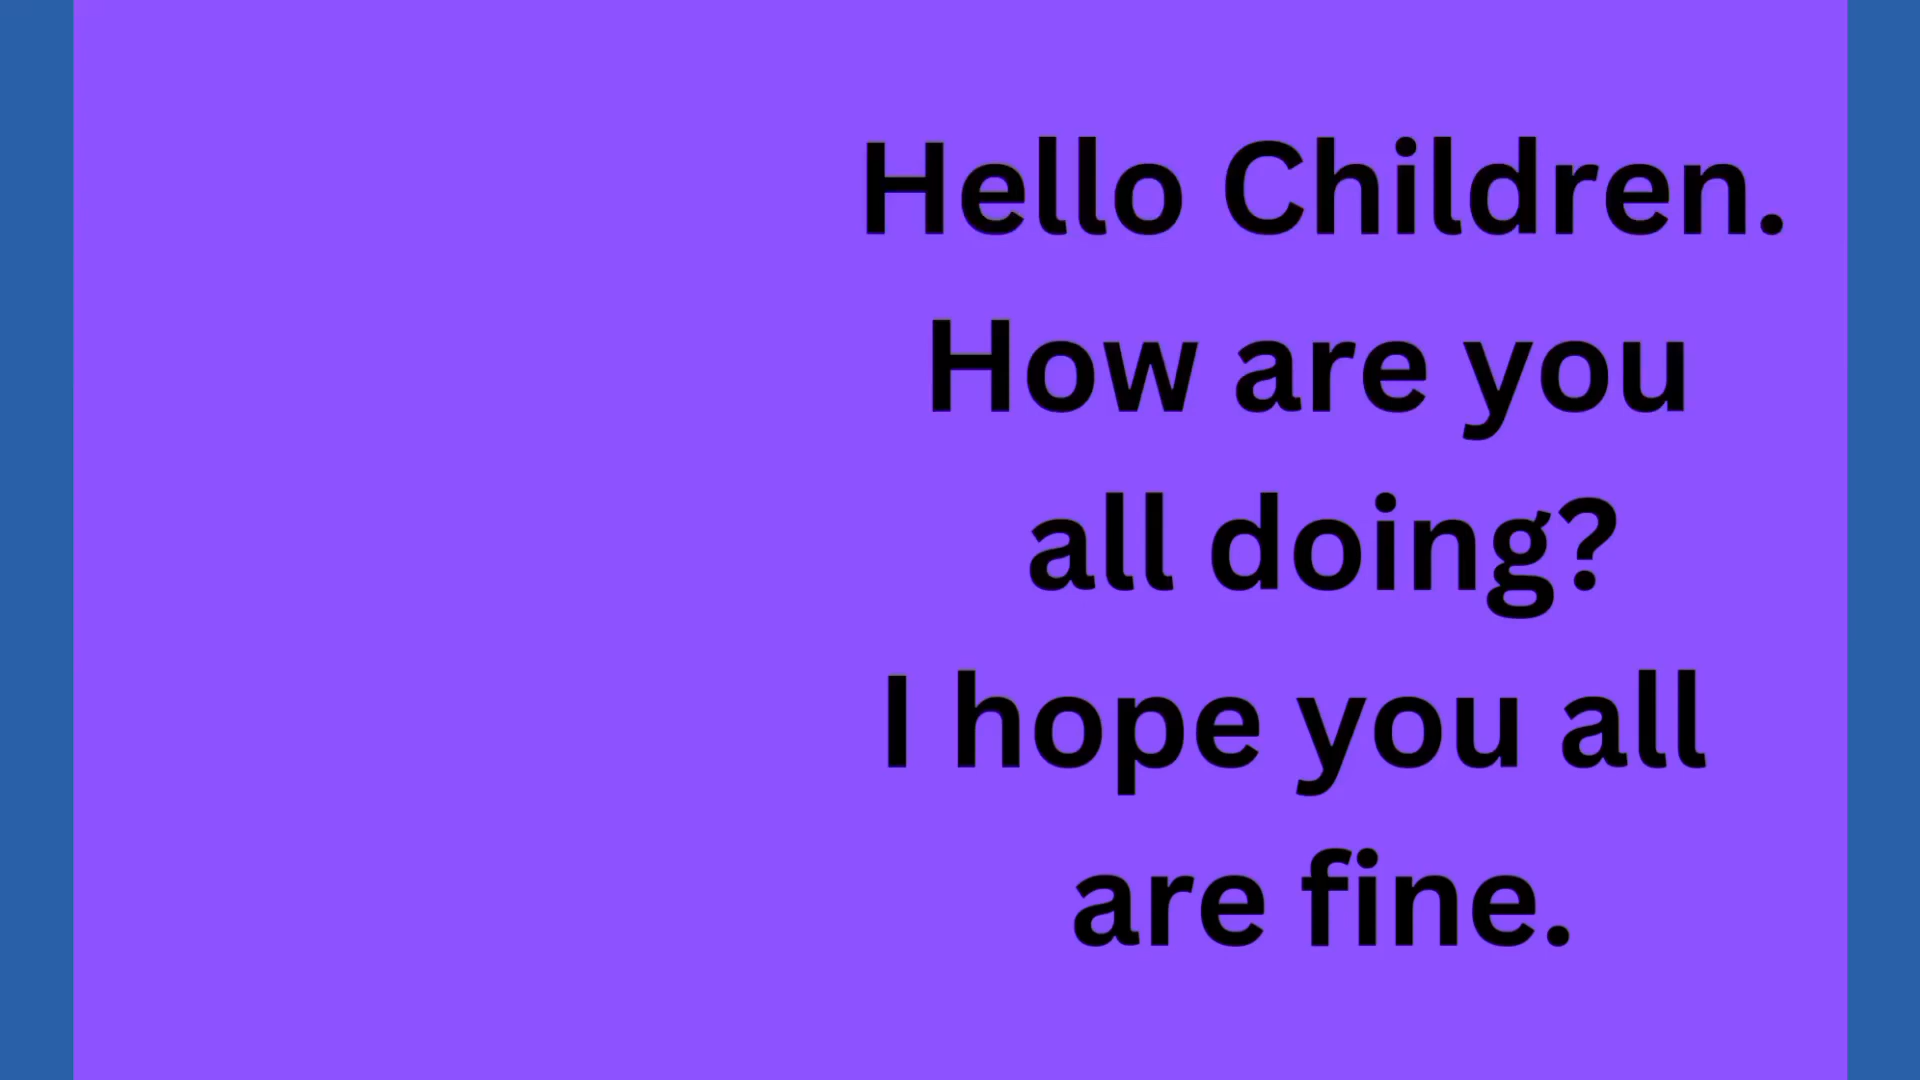 Hello Children.
How are you
all doing?
I hope you all
are fine.